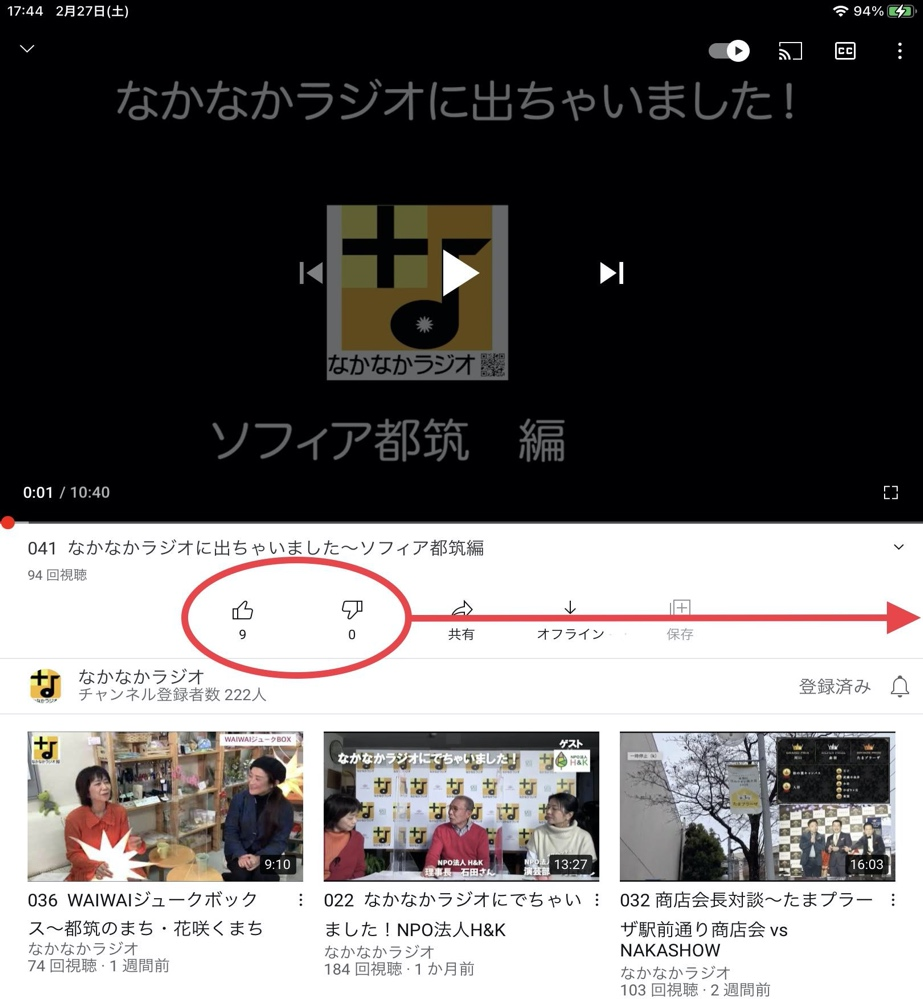 17:44 2月27日(土)
94%
CC
なかなかラジオに出ちゃいました！
なかなかラジオ
ソフィア都筑 編
0:01 / 10:40
041 なかなかラジオに出ちゃいました〜ソフィア都筑編
94 回視聴
9
0
共有
オフライン
保存
なかなかラジオ
チャンネル登録者数 222人
登録済み
WAIWAIジュークBOX
9:10
なかなかラジオにでちゃいました！
ゲスト
NPO法人
H&K
NPO法人 H&K
理事長 石田さん
13:27
16:03
036 WAIWAIジュークボック
ス〜都筑のまち・花咲くまち
なかなかラジオ
74 回視聴・1 週間前
022 なかなかラジオにでちゃい
ました！NPO法人H&K
なかなかラジオ
184 回視聴・1 か月前
032 商店会長対談〜たまプラー
ザ駅前通り商店会 vs
NAKASHOW
なかなかラジオ
103 回視聴・2 週間前